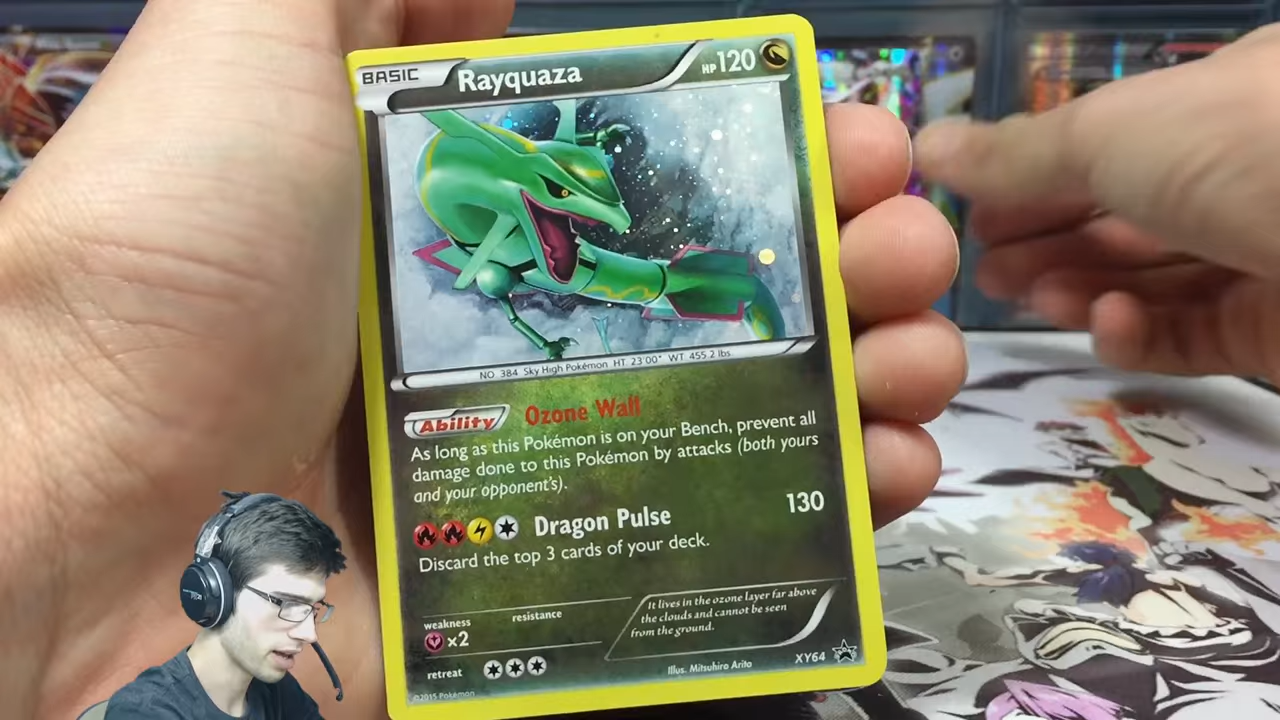 BASIC Rayquaza HP 120
NO. 384 Sky High Pokémon HT. 23'00" WT. 455.2 lbs
Ability Ozone Wall
As long as this Pokémon is on your Bench, prevent all
damage done to this Pokémon by attacks (both yours
and your opponent's).
Dragon Pulse 130
Discard the top 3 cards of your deck.
weakness resistance
×2
retreat
It lives in the ozone layer far above
the clouds and cannot be seen
from the ground.
Illus. Mitsuhiro Arita XY64
©2015 Pokémon